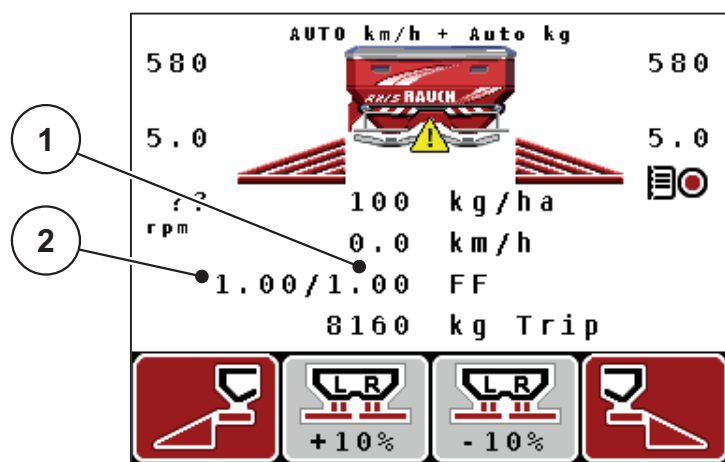 AUTO km/h + Auto kg
580 580
AXIS RAUCH
1
5.0 5.0
??
100 kg/ha
rpm
2
0.0 km/h
1.00/1.00 FF
8160 kg Trip
L R L R
+10% -10%